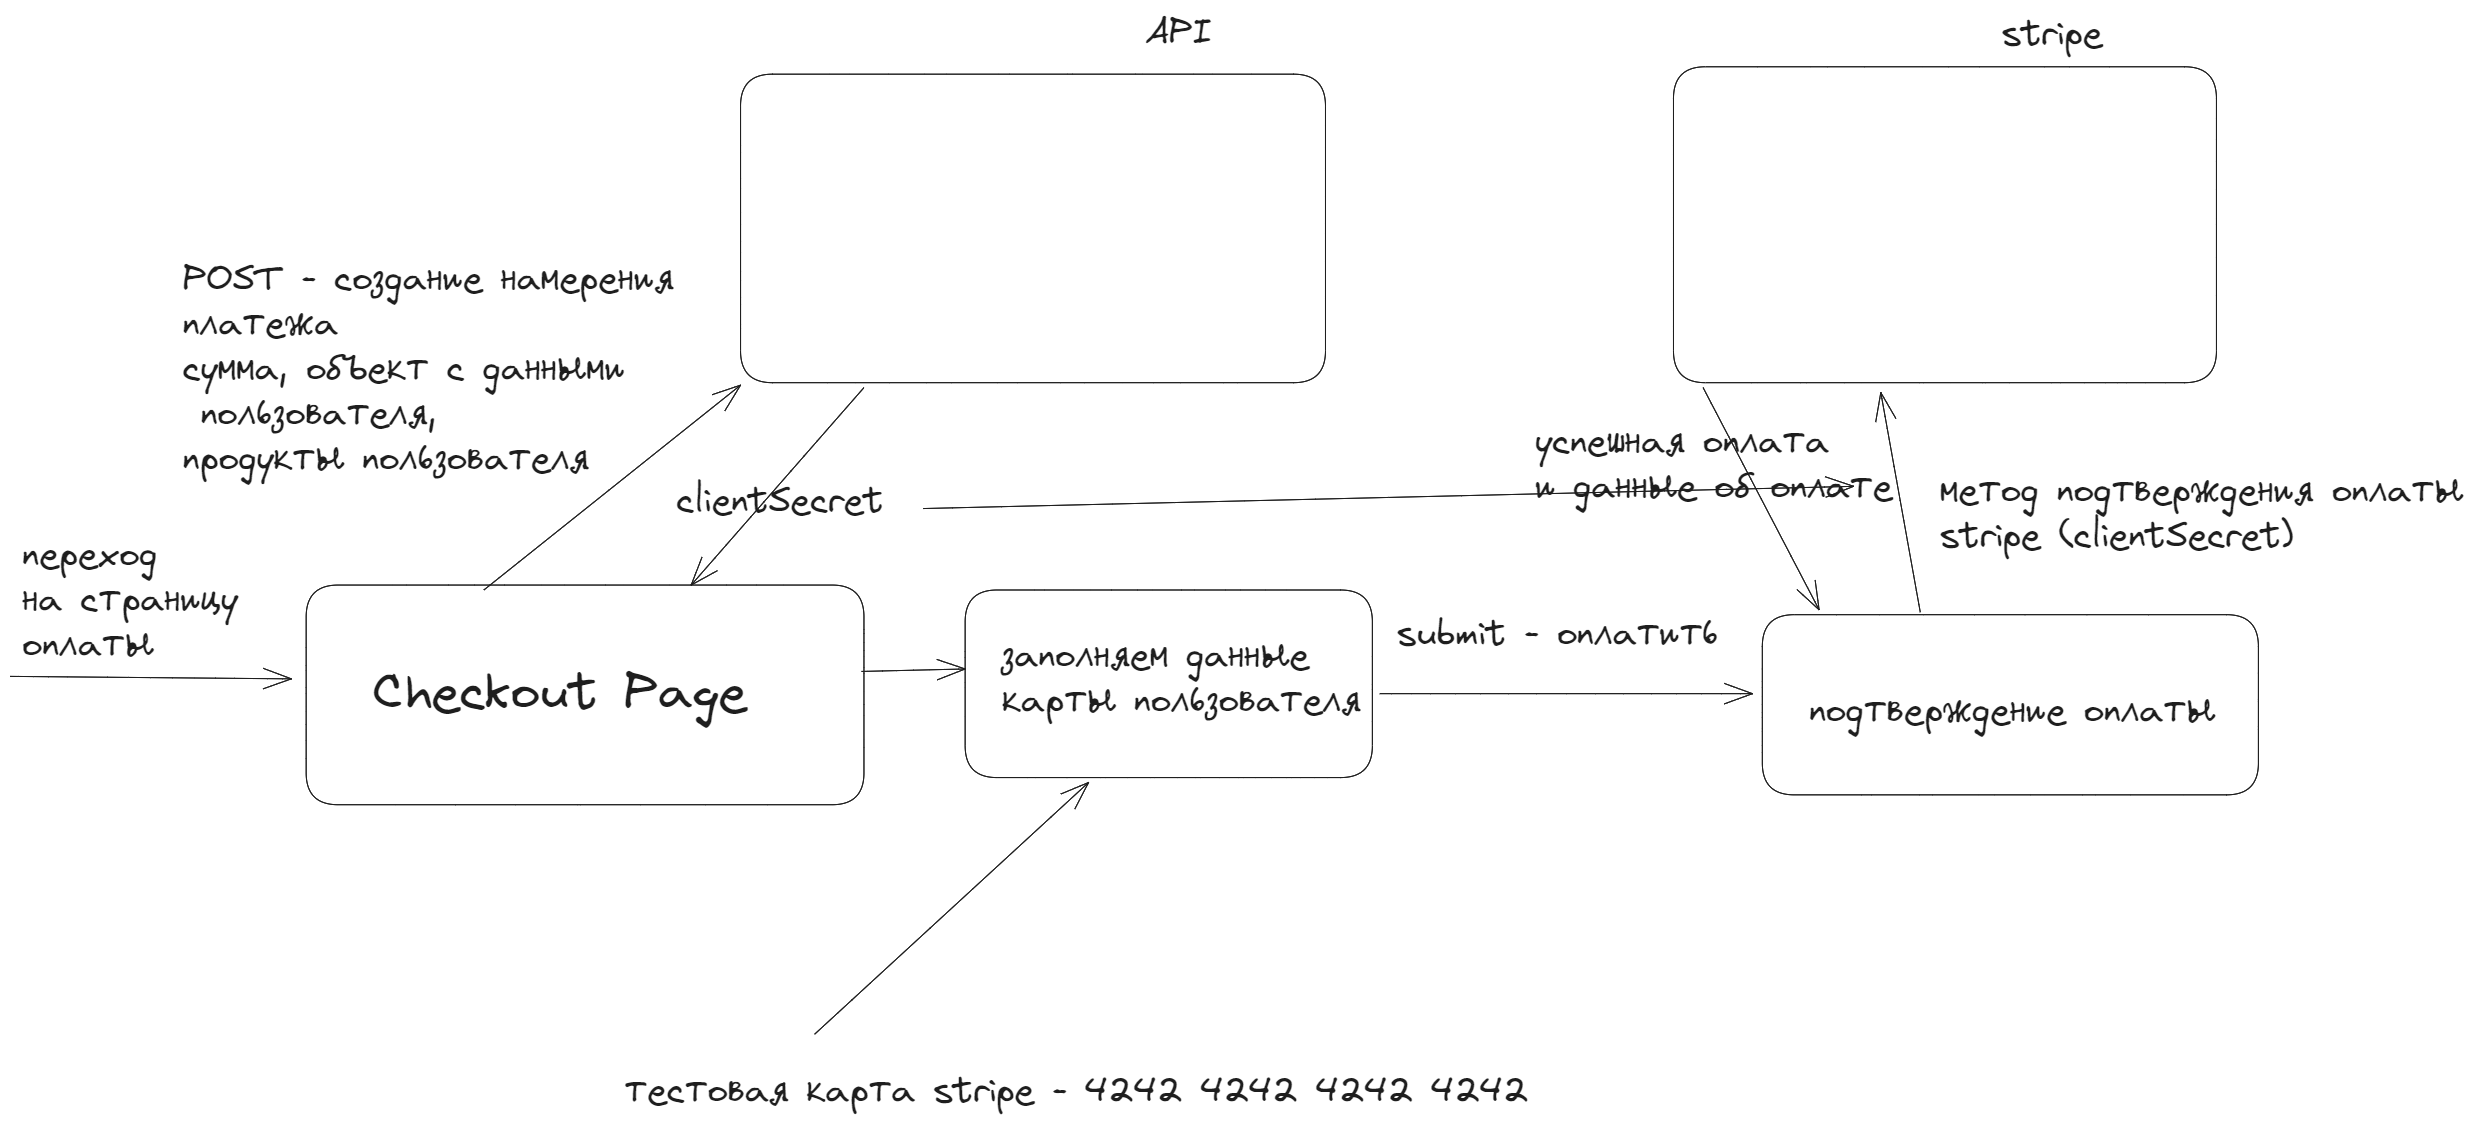 API
stripe
POST - создание намерения
платежа
сумма, объект с данными
пользователя,
продукты пользователя
clientSecret
успешная оплата
и данные об оплате
метод подтверждения оплаты
stripe (clientSecret)
переход
на страницу
оплаты
Checkout Page
заполняем данные
карты пользователя
submit - оплатить
подтверждение оплаты
тестовая карта stripe - 4242 4242 4242 4242